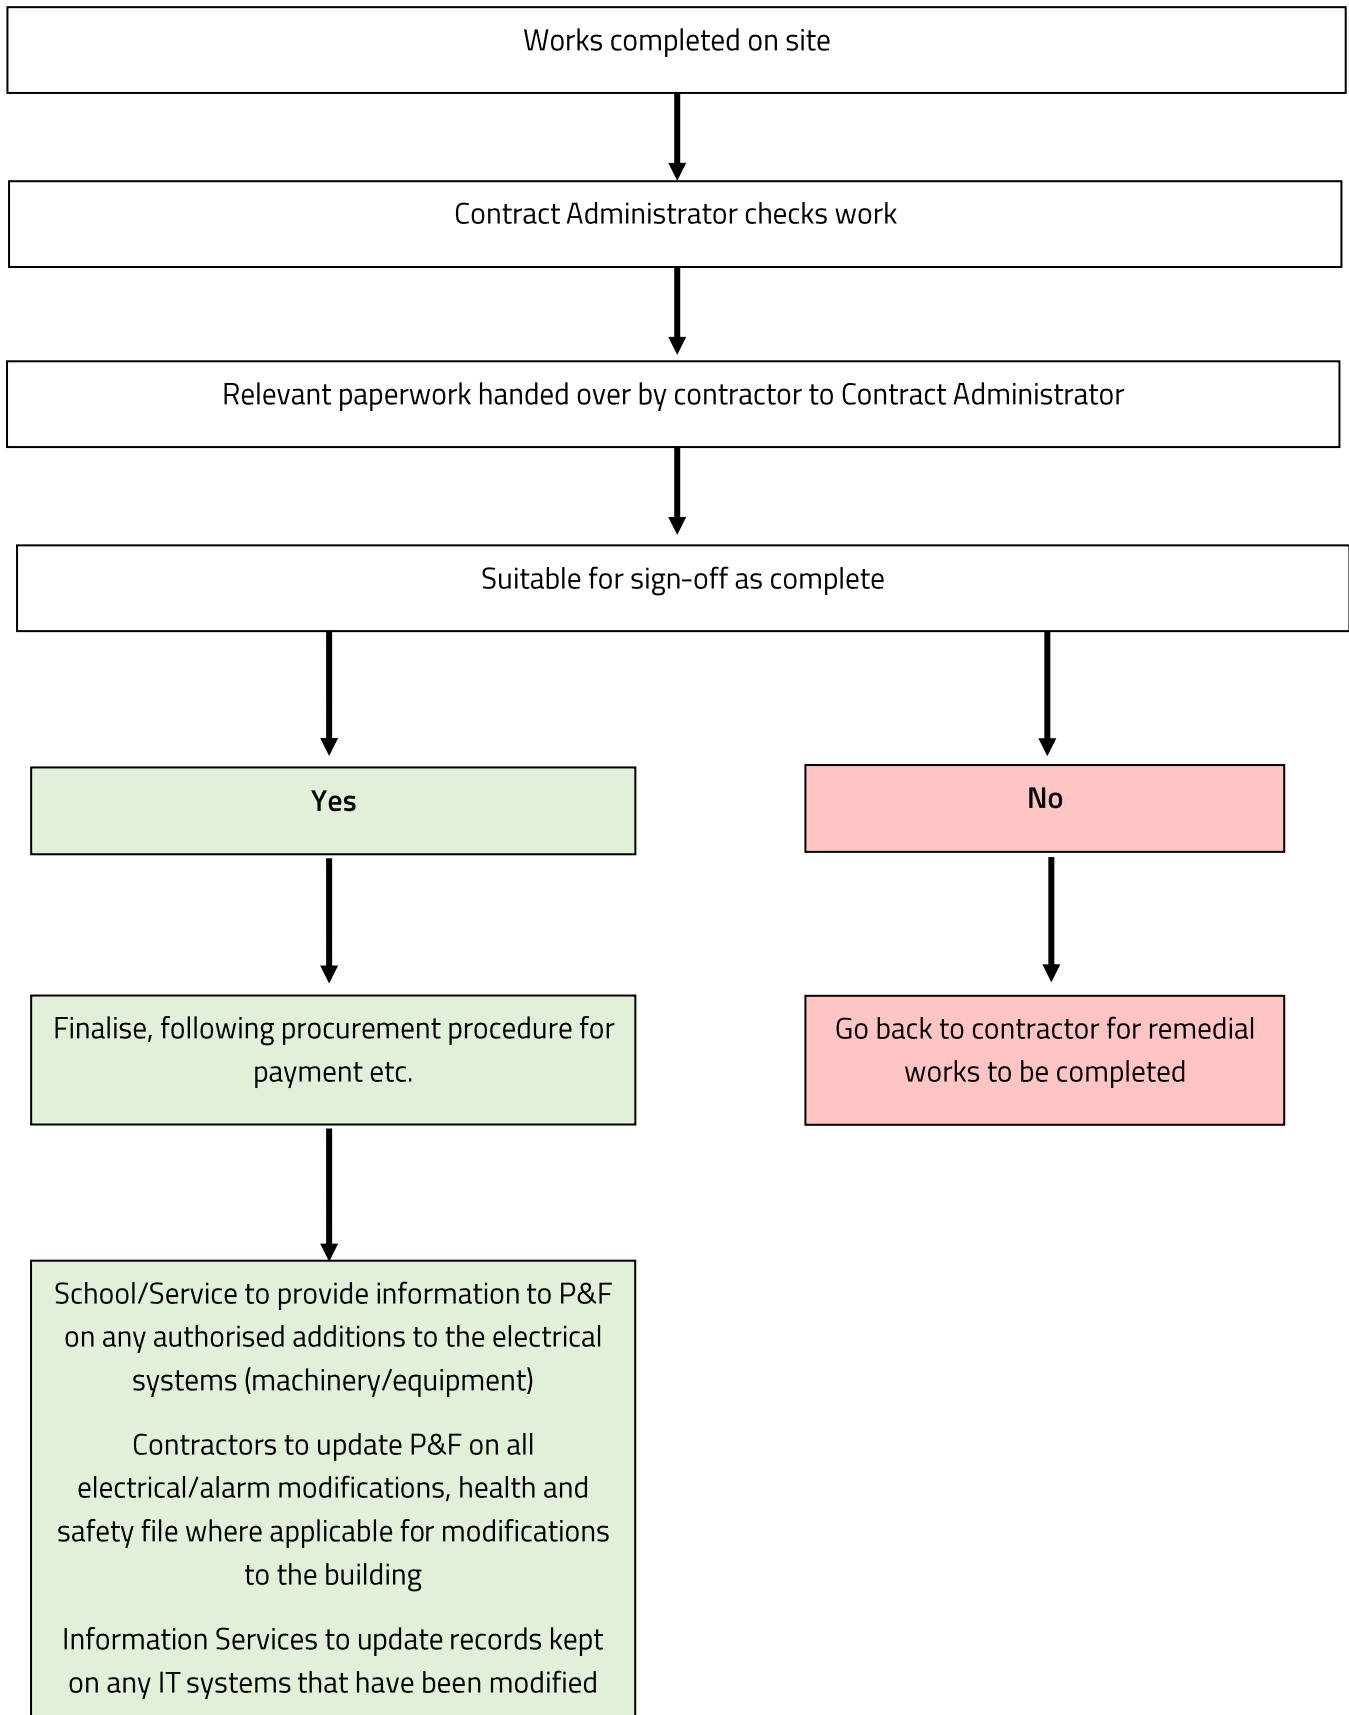 Works completed on site
Contract Administrator checks work
Relevant paperwork handed over by contractor to Contract Administrator
Suitable for sign-off as complete
Yes
No
Finalise, following procurement procedure for
payment etc.
Go back to contractor for remedial
works to be completed
School/Service to provide information to P&F
on any authorised additions to the electrical
systems (machinery/equipment)
Contractors to update P&F on all
electrical/alarm modifications, health and
safety file where applicable for modifications
to the building
Information Services to update records kept
on any IT systems that have been modified